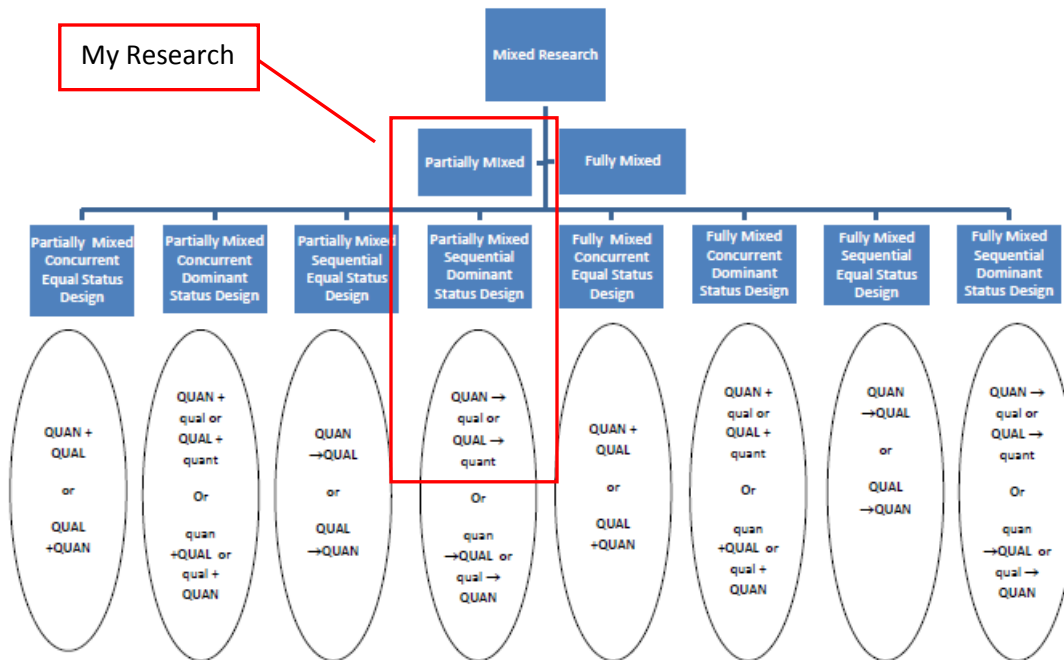 My Research
Mixed Research
Partially MIxed
Fully Mixed
Partially Mixed
Concurrent
Equal Status
Design
Partially Mixed
Concurrent
Dominant
Status Design
Partially Mixed
Sequential
Equal Status
Design
Partially Mixed
Sequential
Dominant
Status Design
Fully Mixed
Concurrent
Equal Status
Design
Fully Mixed
Concurrent
Dominant
Status Design
Fully Mixed
Sequential
Equal Status
Design
Fully Mixed
Sequential
Dominant
Status Design
QUAN +
QUAL
or
QUAL
+QUAN
QUAN +
qual or
QUAL +
quant
Or
quan
+QUAL or
qual +
QUAN
QUAN
→QUAL
or
QUAL
→QUAN
QUAN →
qual or
QUAL →
quant
Or
quan
→QUAL or
qual →
QUAN
QUAN +
QUAL
or
QUAL
+QUAN
QUAN +
qual or
QUAL +
quant
Or
quan
+QUAL or
qual +
QUAN
QUAN
→QUAL
or
QUAL
→QUAN
QUAN →
qual or
QUAL →
quant
Or
quan
→QUAL or
qual →
QUAN